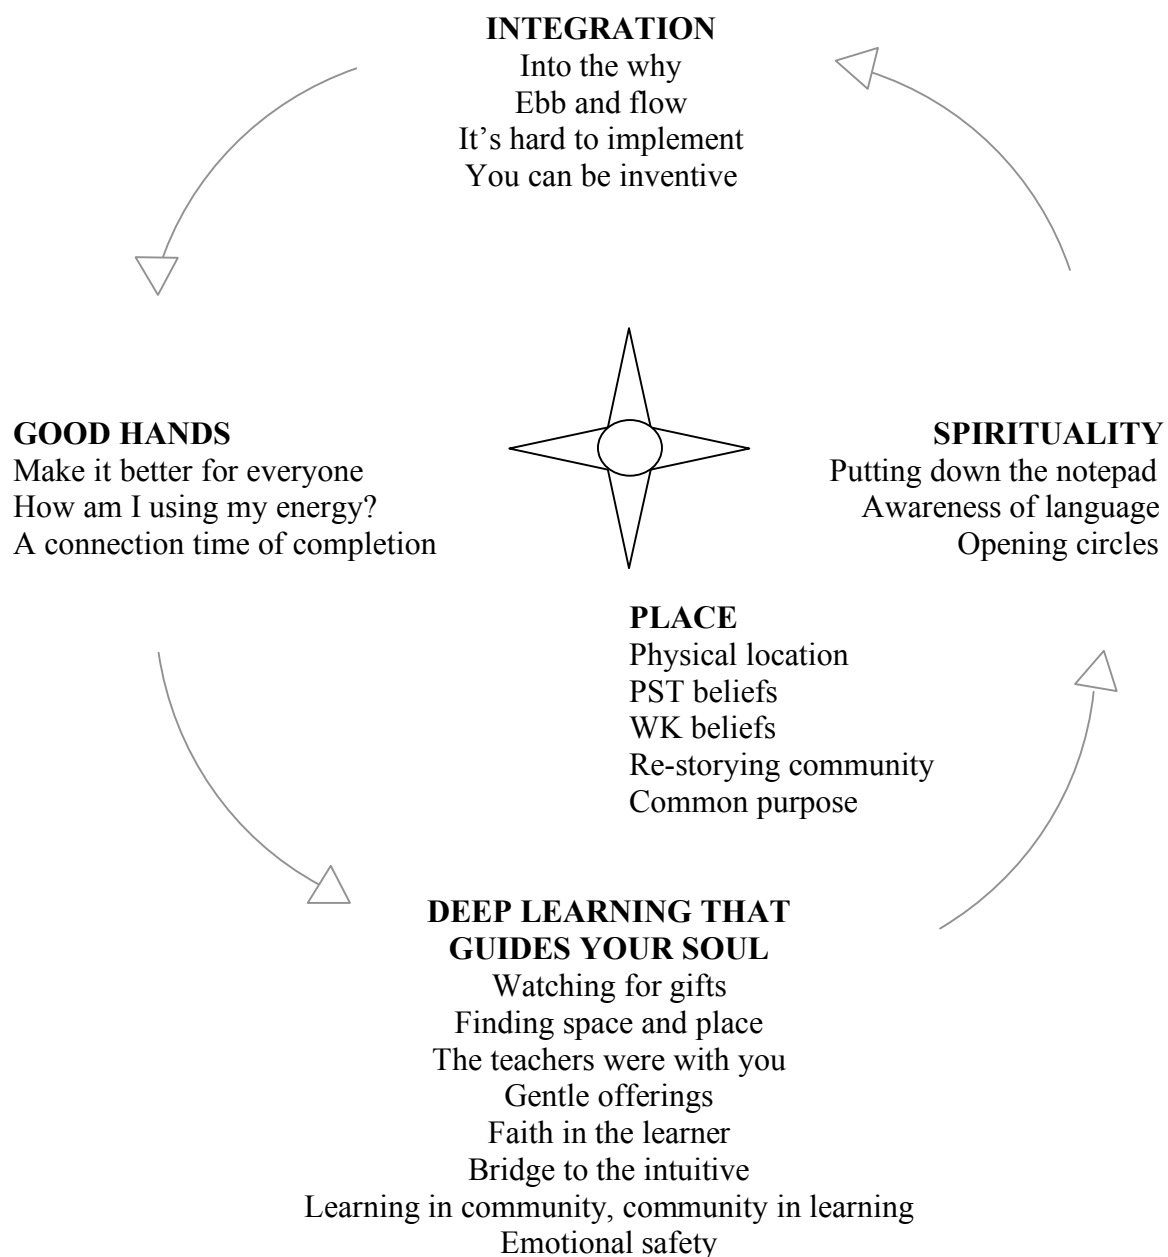 INTEGRATION
Into the why
Ebb and flow
It’s hard to implement
You can be inventive
GOOD HANDS
Make it better for everyone
How am I using my energy?
A connection time of completion
SPIRITUALITY
Putting down the notepad
Awareness of language
Opening circles
PLACE
Physical location
PST beliefs
WK beliefs
Re-storying community
Common purpose
DEEP LEARNING THAT
GUIDES YOUR SOUL
Watching for gifts
Finding space and place
The teachers were with you
Gentle offerings
Faith in the learner
Bridge to the intuitive
Learning in community, community in learning
Emotional safety